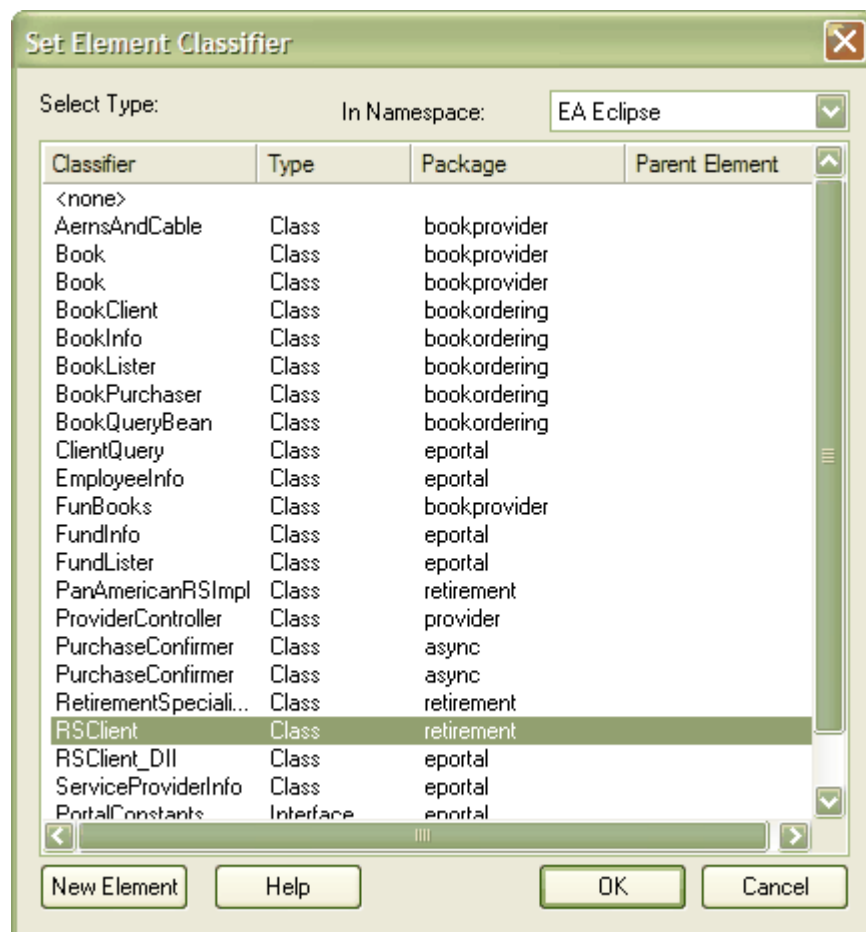 Set Element Classifier
Select Type: In Namespace: EA Eclipse
Classifier Type Package Parent Element
<none>
AernsAndCable Class bookprovider
Book Class bookprovider
Book Class bookprovider
BookClient Class bookordering
BookInfo Class bookordering
BookLister Class bookordering
BookPurchaser Class bookordering
BookQueryBean Class bookordering
ClientQuery Class eportal
EmployeeInfo Class eportal
FunBooks Class bookprovider
FundInfo Class eportal
FundLister Class eportal
PanAmericanRSImpl Class retirement
ProviderController Class provider
PurchaseConfirmer Class async
PurchaseConfirmer Class async
RetirementSpeciali... Class retirement
RSClient Class retirement
RSClient_DII Class eportal
ServiceProviderInfo Class eportal
PortalConstants Interface eportal
New Element Help OK Cancel